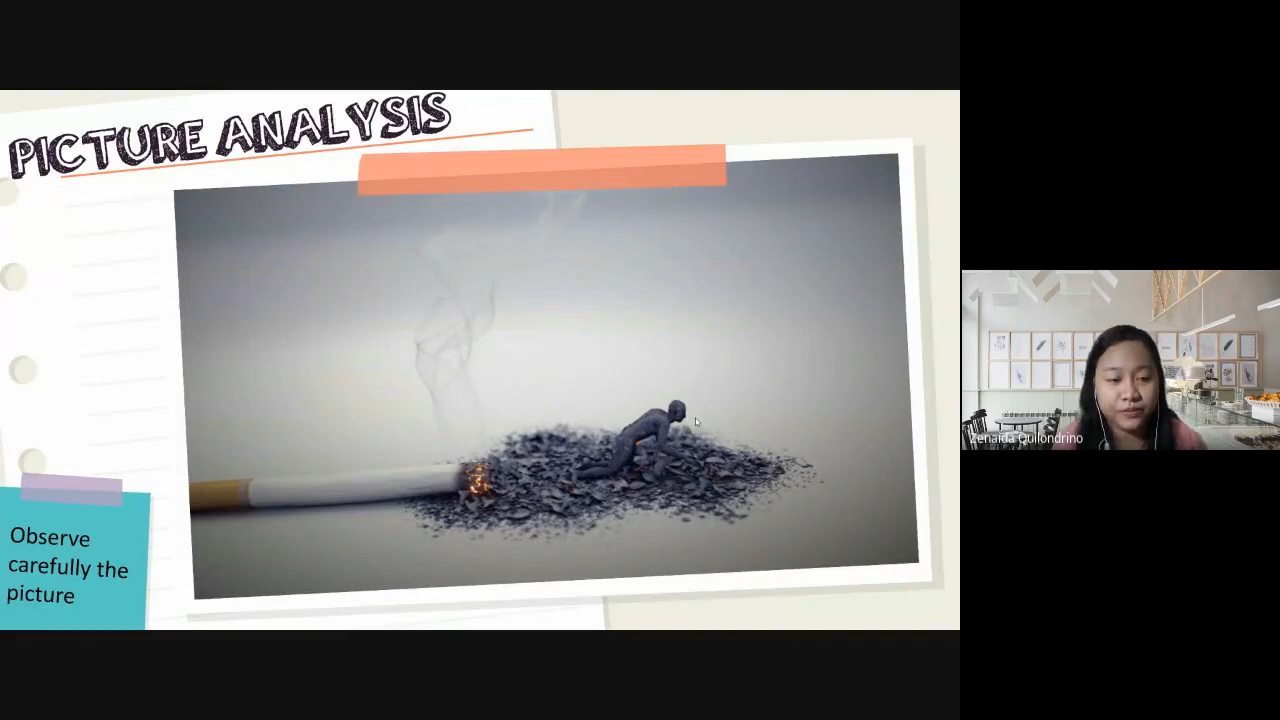 PICTURE ANALYSIS
Observe
carefully the
picture
Zenaida Quilondrino